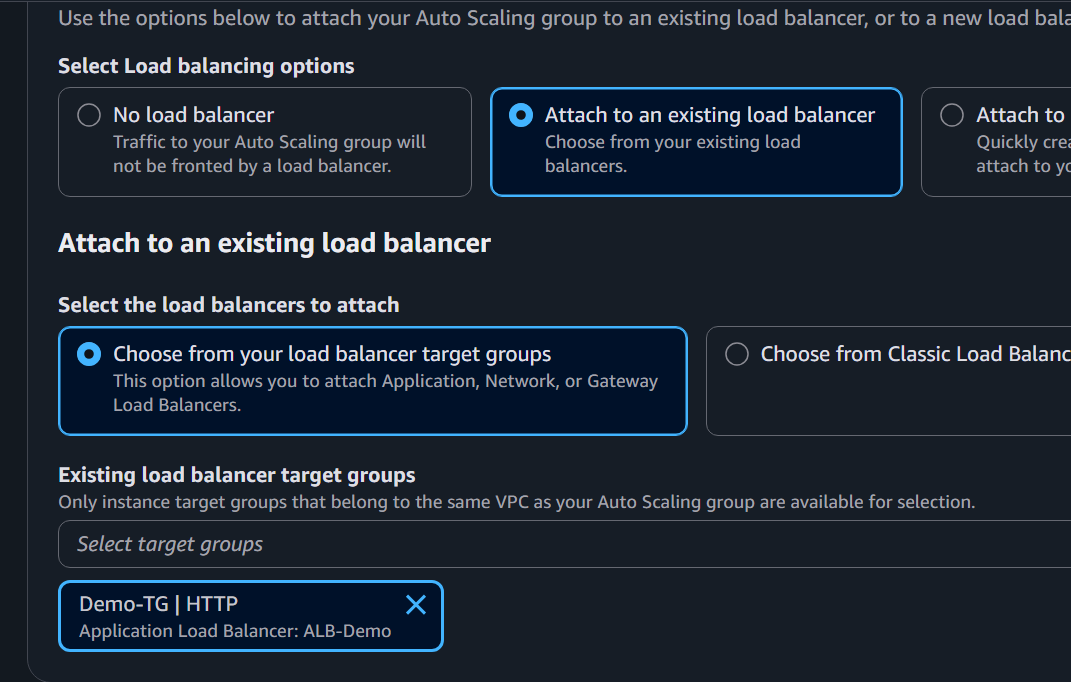 Use the options below to attach your Auto Scaling group to an existing load balancer, or to a new load bala
Select Load balancing options
No load balancer
Traffic to your Auto Scaling group will
not be fronted by a load balancer.
Attach to an existing load balancer
Choose from your existing load
balancers.
Attach to
Quickly crea
attach to yo
Attach to an existing load balancer
Select the load balancers to attach
Choose from your load balancer target groups
This option allows you to attach Application, Network, or Gateway
Load Balancers.
Choose from Classic Load Balanc
Existing load balancer target groups
Only instance target groups that belong to the same VPC as your Auto Scaling group are available for selection.
Select target groups
Demo-TG | HTTP
Application Load Balancer: ALB-Demo